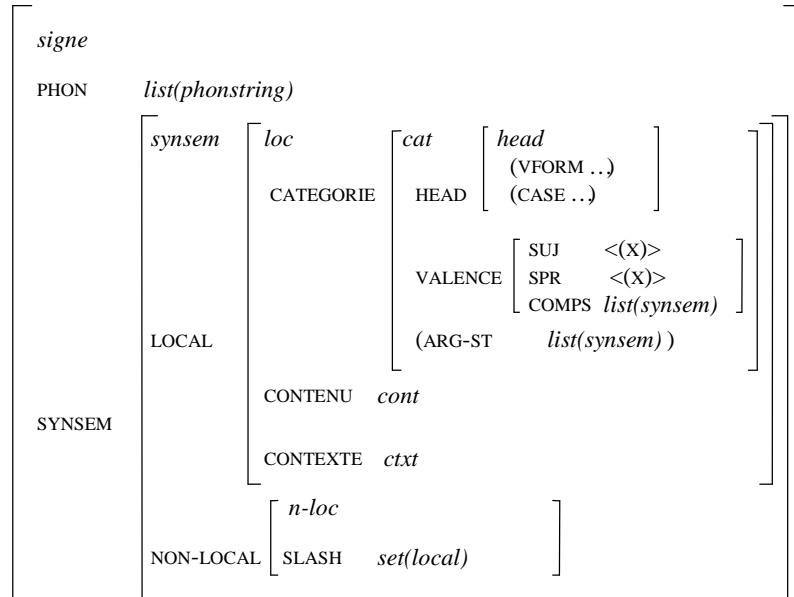 signe
PHON list(phonstring)
synsem loc cat head
(VFORM …)
CATEGORIE HEAD (CASE …)
SUJ <(X)>
VALENCE SPR <(X)>
COMPS list(synsem)
LOCAL (ARG-ST list(synsem) )
CONTENU cont
SYNSEM
CONTEXTE ctxt
n-loc
NON-LOCAL SLASH set(local)